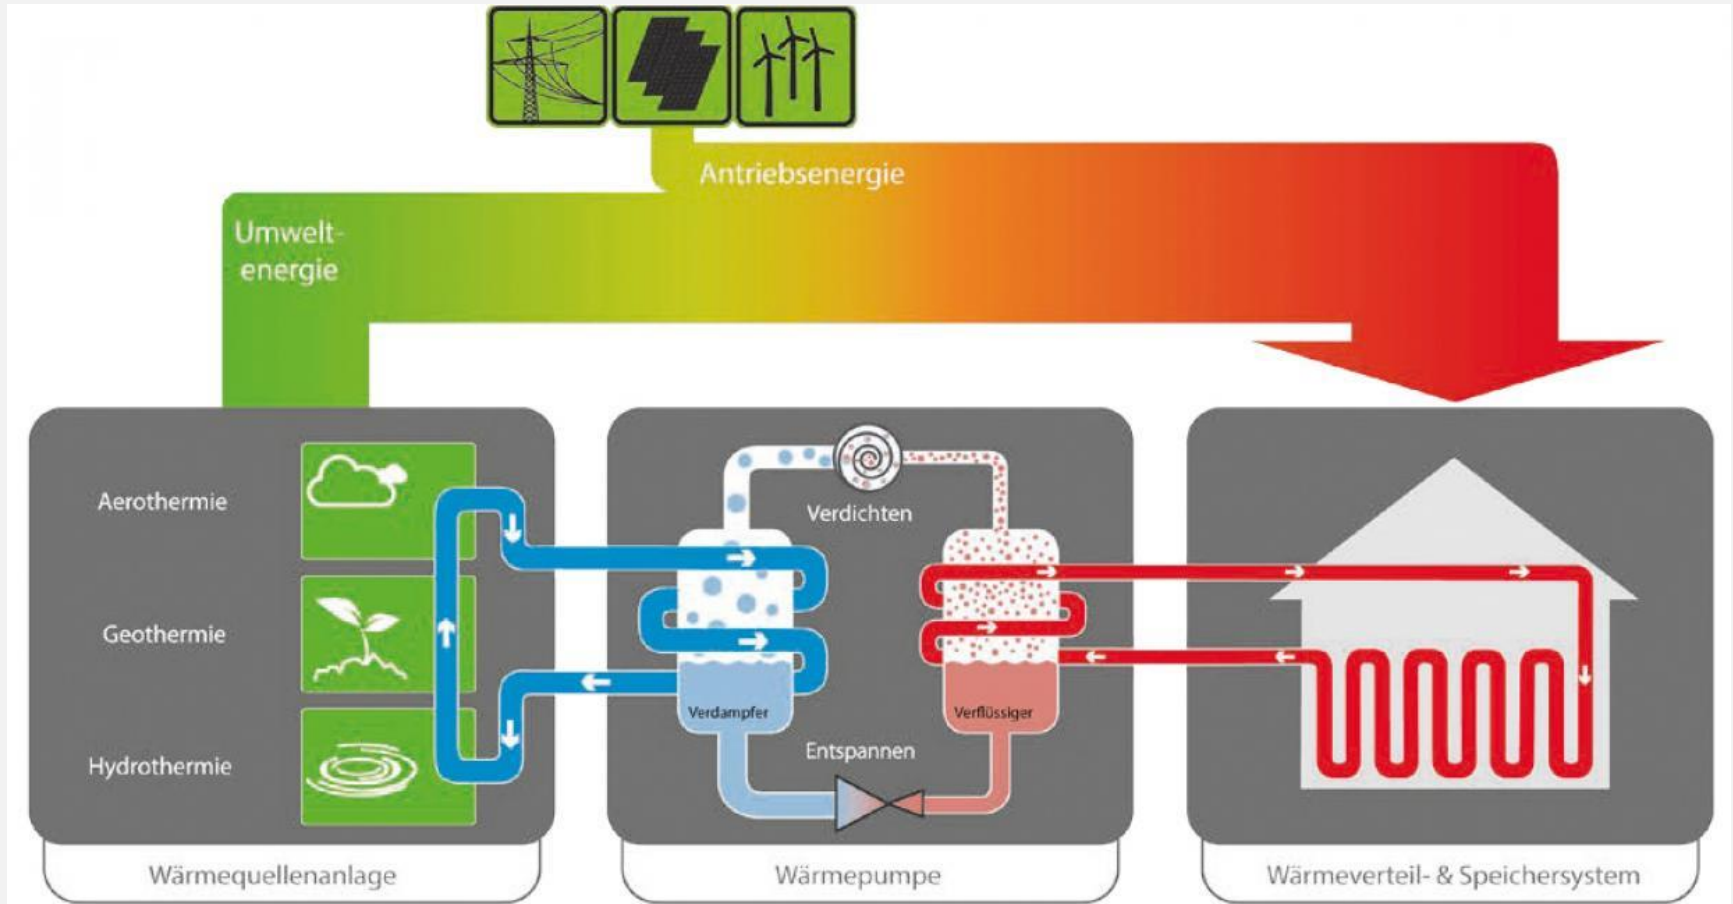 Antriebsenergie
Umwelt-
energie
Aerothermie
Geothermie
Hydrothermie
Verdichten
Verdampfer
Verflüssiger
Entspannen
Wärmequellenanlage
Wärmepumpe
Wärmeverteil- & Speichersystem